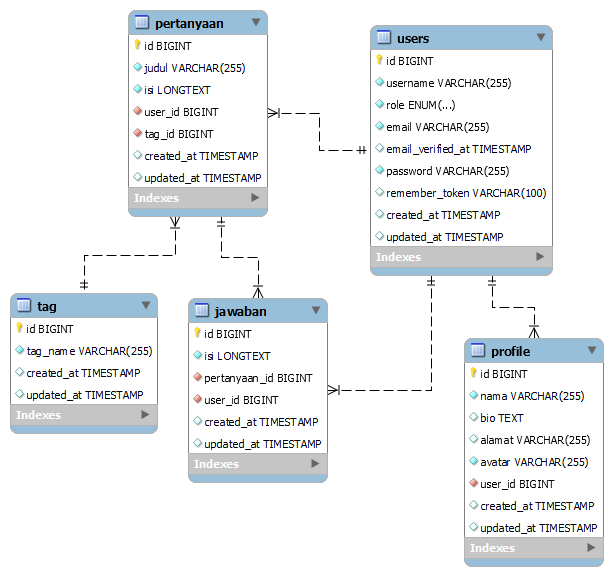 pertanyaan
id BIGINT
judul VARCHAR(255)
isi LONGTEXT
user_id BIGINT
tag_id BIGINT
created_at TIMESTAMP
updated_at TIMESTAMP
Indexes
users
id BIGINT
username VARCHAR(255)
role ENUM(...)
email VARCHAR(255)
email_verified_at TIMESTAMP
password VARCHAR(255)
remember_token VARCHAR(100)
created_at TIMESTAMP
updated_at TIMESTAMP
Indexes
tag
id BIGINT
tag_name VARCHAR(255)
created_at TIMESTAMP
updated_at TIMESTAMP
Indexes
jawaban
id BIGINT
isi LONGTEXT
pertanyaan_id BIGINT
user_id BIGINT
created_at TIMESTAMP
updated_at TIMESTAMP
Indexes
profile
id BIGINT
nama VARCHAR(255)
bio TEXT
alamat VARCHAR(255)
avatar VARCHAR(255)
user_id BIGINT
created_at TIMESTAMP
updated_at TIMESTAMP
Indexes